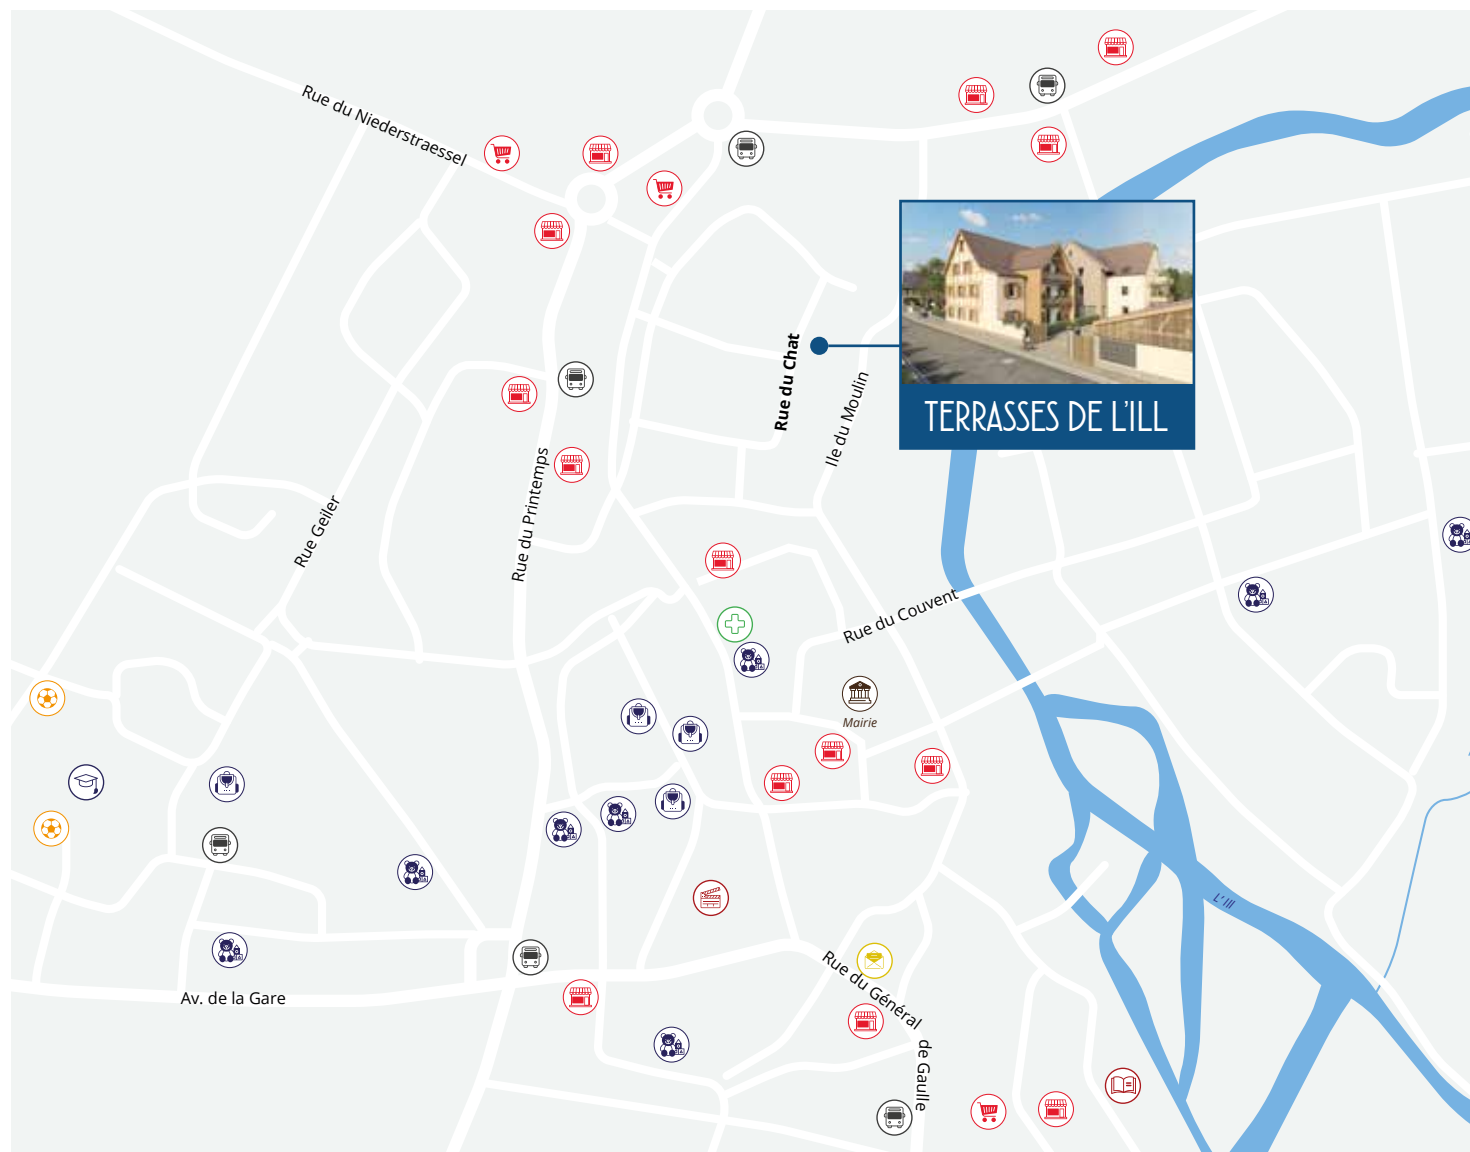 Rue du Niederstraessel
Rue du Chat
Ile du Moulin
TERRASSES DE L'ILL
Rue du Printemps
Rue Geiler
Rue du Couvent
Mairie
L'Ill
Rue du Général
de Gaulle
Av. de la Gare